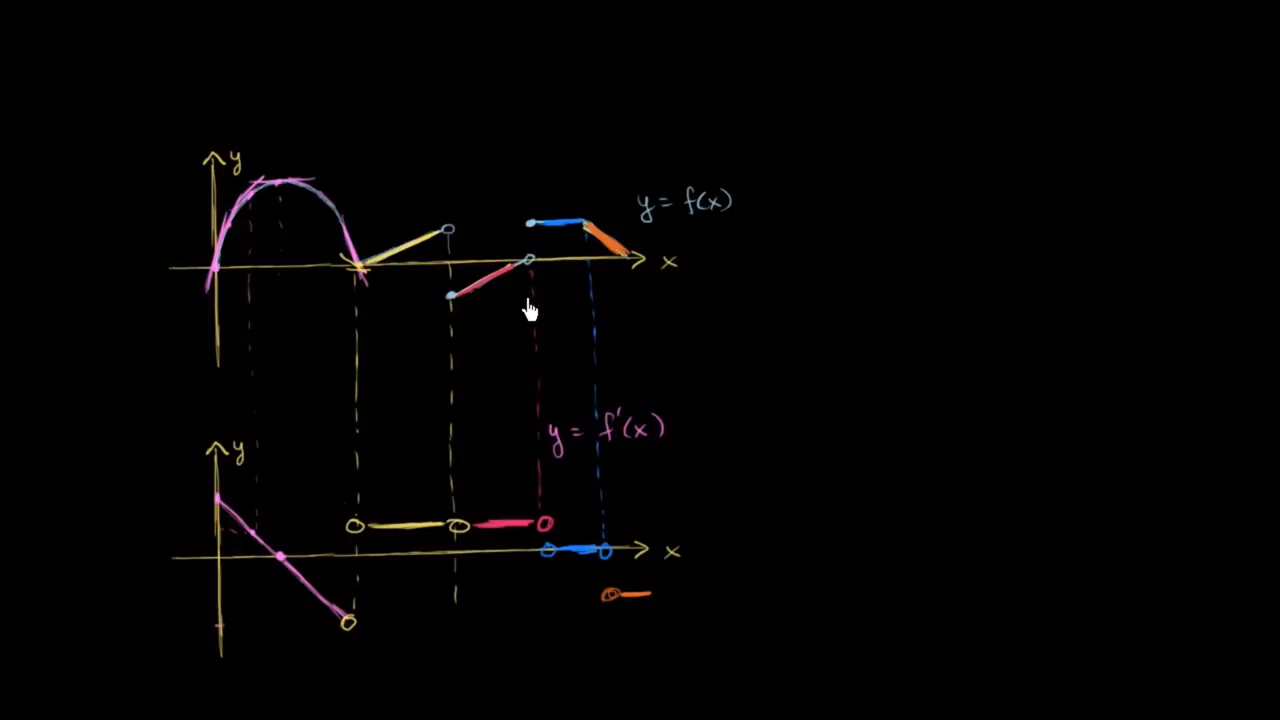 y
y = f(x)
x
y = f'(x)
y
x